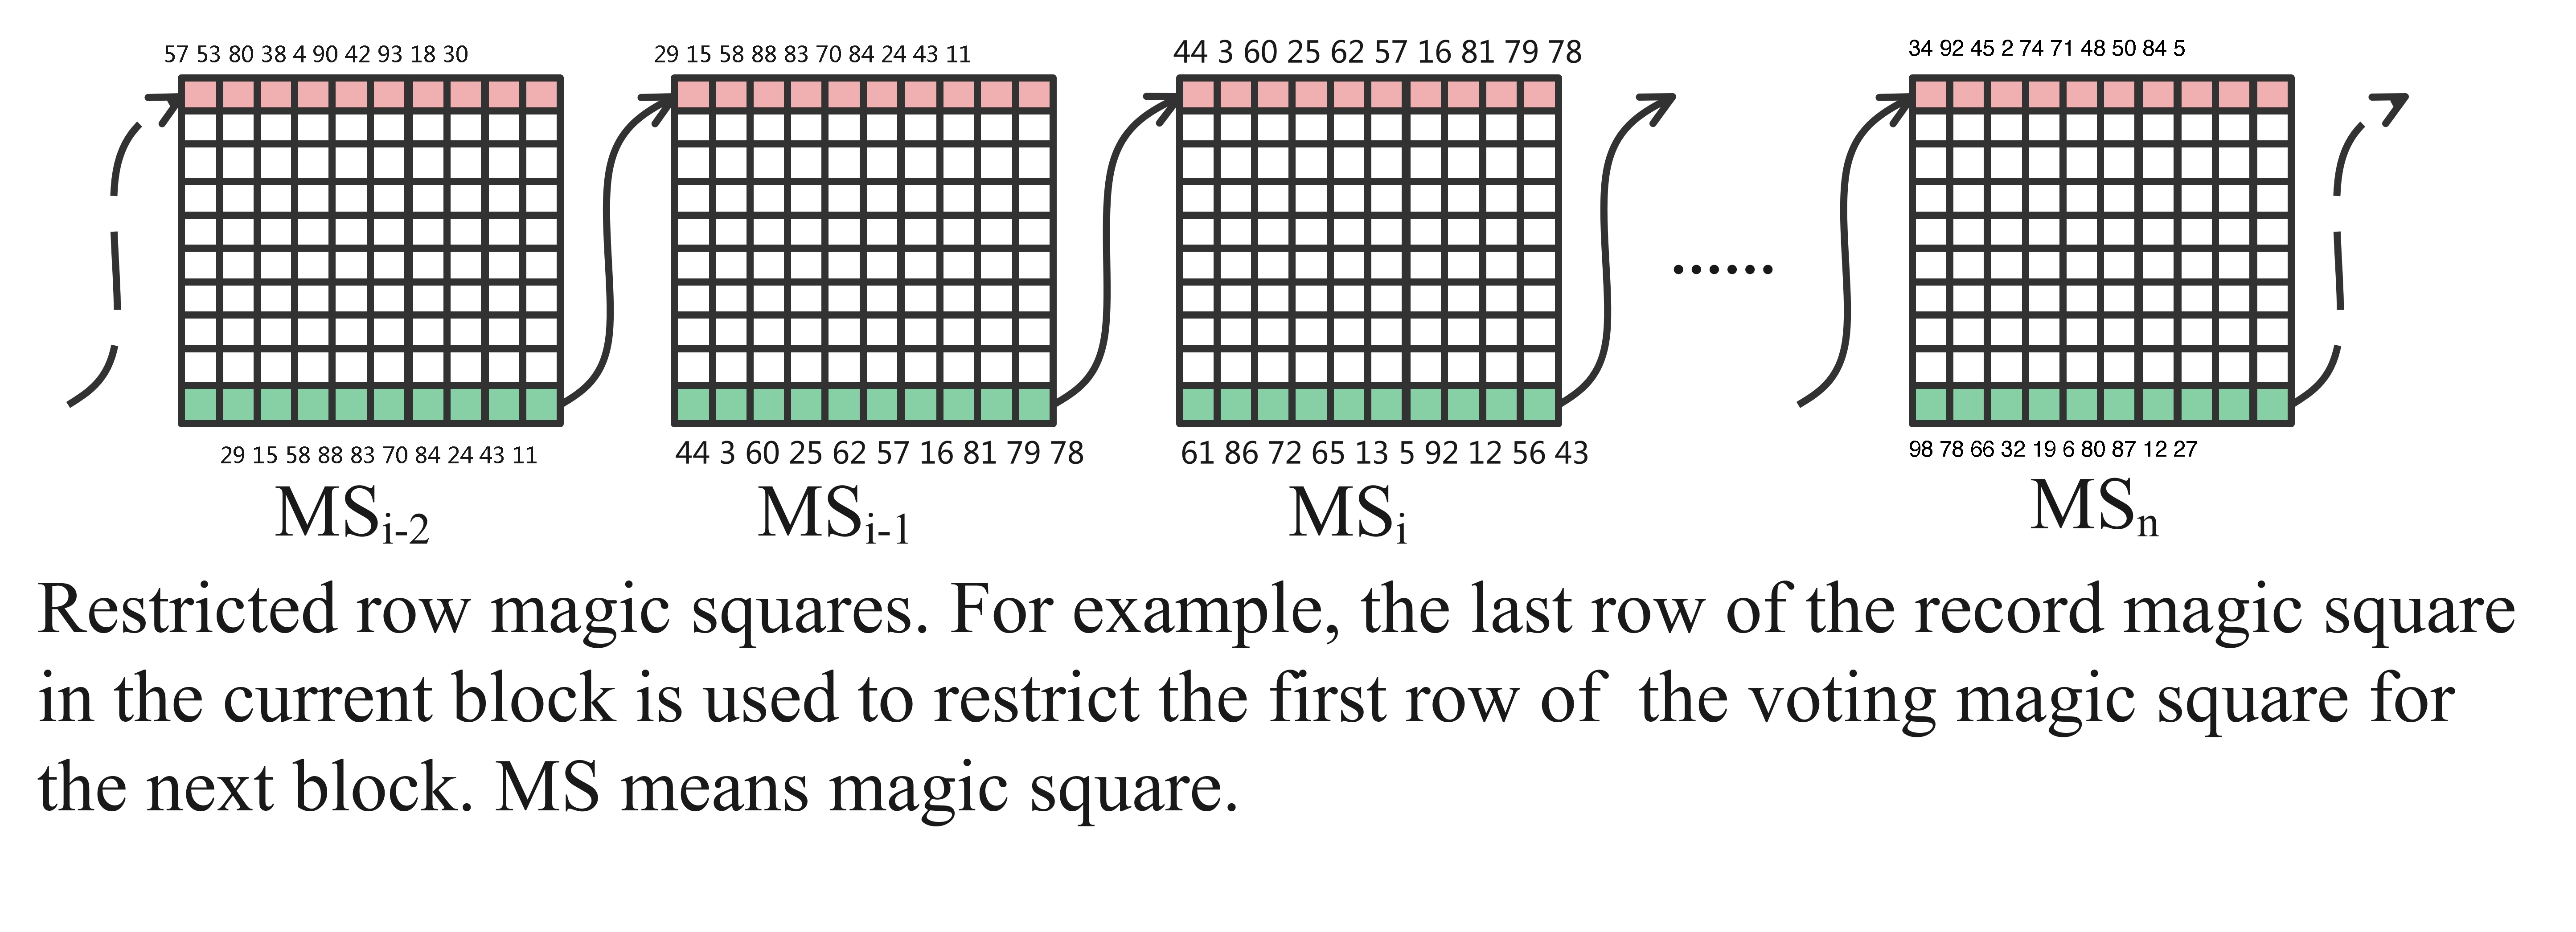 57 53 80 38 4 90 42 93 18 30
29 15 58 88 83 70 84 24 43 11
44 3 60 25 62 57 16 81 79 78
34 92 45 2 74 71 48 50 84 5
29 15 58 88 83 70 84 24 43 11
44 3 60 25 62 57 16 81 79 78
61 86 72 65 13 5 92 12 56 43
98 78 66 32 19 6 80 87 12 27
MSi-2
MSi-1
MSi
MSn
......
Restricted row magic squares. For example, the last row of the record magic square
in the current block is used to restrict the first row of the voting magic square for
the next block. MS means magic square.